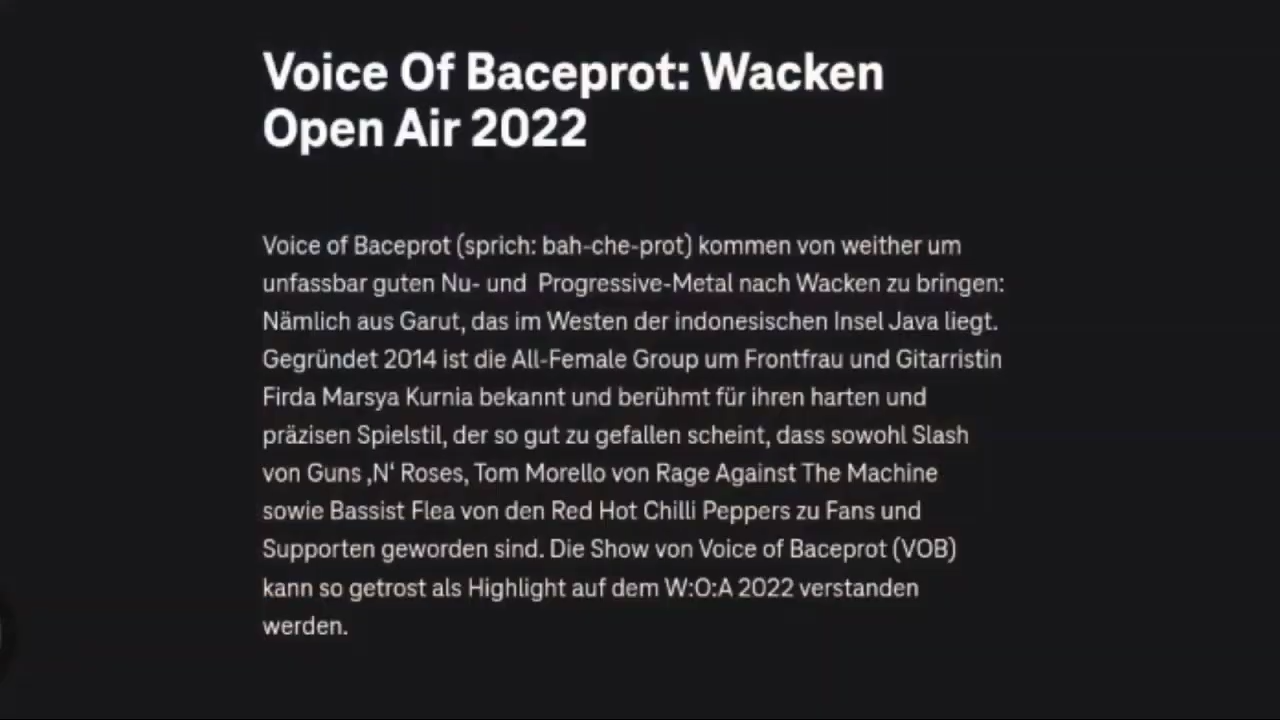 Voice Of Baceprot: Wacken
Open Air 2022
Voice of Baceprot (sprich: bah-che-prot) kommen von weither um
unfassbar guten Nu- und  Progressive-Metal nach Wacken zu bringen:
Nämlich aus Garut, das im Westen der indonesischen Insel Java liegt.
Gegründet 2014 ist die All-Female Group um Frontfrau und Gitarristin
Firda Marsya Kurnia bekannt und berühmt für ihren harten und
präzisen Spielstil, der so gut zu gefallen scheint, dass sowohl Slash
von Guns ‚N‘ Roses, Tom Morello von Rage Against The Machine
sowie Bassist Flea von den Red Hot Chilli Peppers zu Fans und
Supporten geworden sind. Die Show von Voice of Baceprot (VOB)
kann so getrost als Highlight auf dem W:O:A 2022 verstanden
werden.